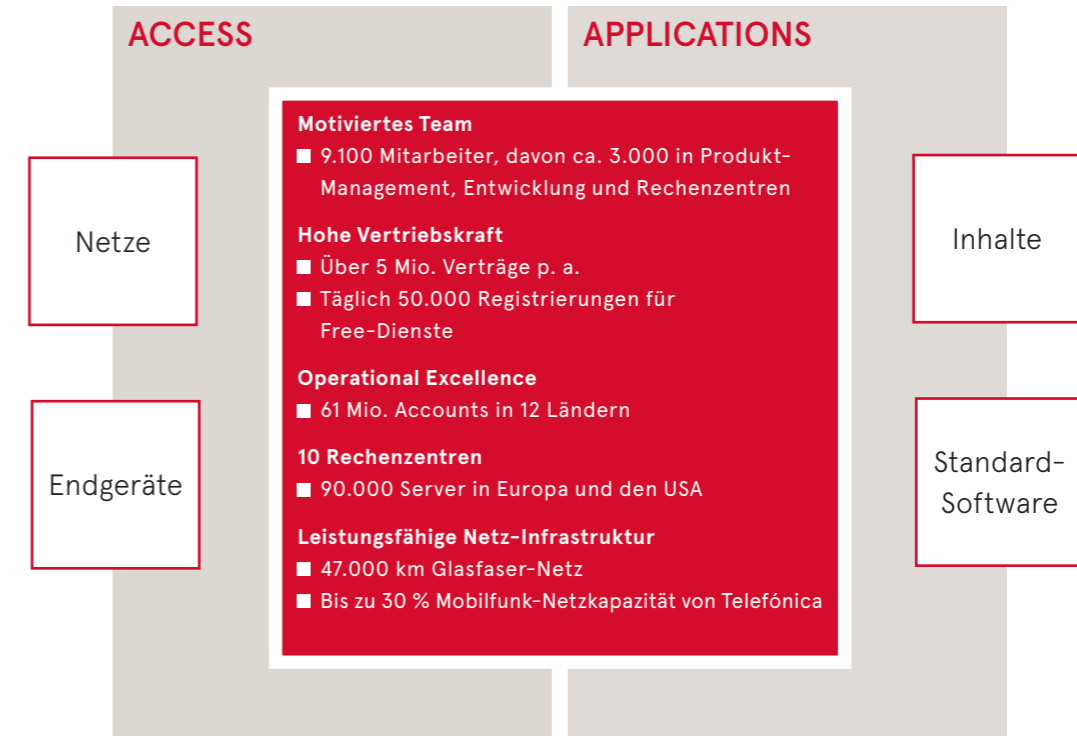 ACCESS
APPLICATIONS
Netze
Endgeräte
Motiviertes Team
9.100 Mitarbeiter, davon ca. 3.000 in Produkt-
Management, Entwicklung und Rechenzentren
Hohe Vertriebskraft
Über 5 Mio. Verträge p. a.
Täglich 50.000 Registrierungen für
Free-Dienste
Operational Excellence
61 Mio. Accounts in 12 Ländern
10 Rechenzentren
90.000 Server in Europa und den USA
Leistungsfähige Netz-Infrastruktur
47.000 km Glasfaser-Netz
Bis zu 30 % Mobilfunk-Netzkapazität von Telefónica
Inhalte
Standard-
Software